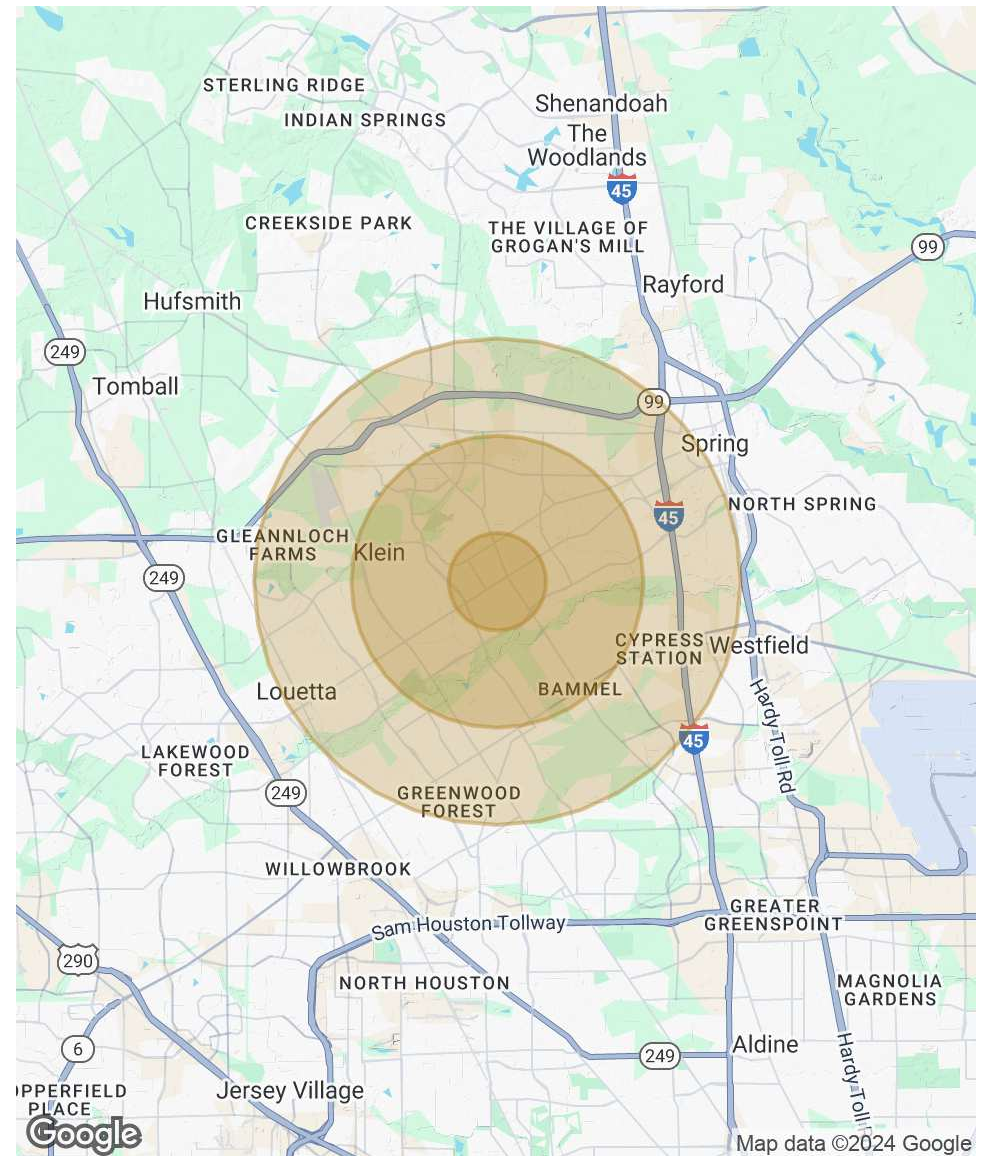 STERLING RIDGE
INDIAN SPRINGS
Shenandoah
The
Woodlands
45
CREEKSIDE PARK
THE VILLAGE OF
GROGAN'S MILL
99
Rayford
Hufsmith
249
Tomball
99
Spring
NORTH SPRING
45
GLEANNLOCH
FARMS
Klein
249
CYPRESS
STATION
Westfield
BAMMEL
Louetta
Hardy Toll Rd
45
LAKEWOOD
FOREST
249
GREENWOOD
FOREST
WILLOWBROOK
GREATER
GREENSPOINT
Sam Houston Tollway
290
NORTH HOUSTON
MAGNOLIA
GARDENS
6
249
Aldine
Hardy Toll
OPPERFIELD
PLACE
Jersey Village
Google
Map data ©2024 Google